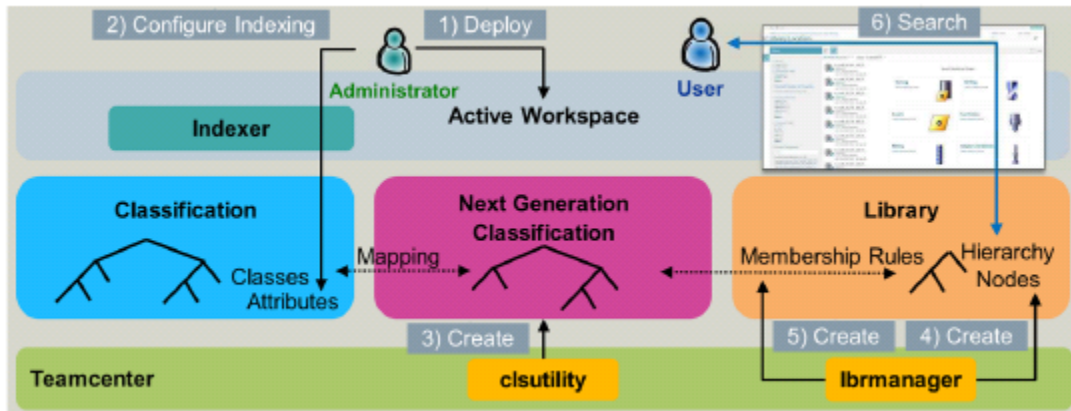 2) Configure Indexing
1) Deploy
6) Search
Administrator
User
Active Workspace
Indexer
Classification
Next Generation
Classification
Library
Mapping
Membership Rules
Hierarchy
Nodes
Classes
Attributes
3) Create
5) Create
4) Create
Teamcenter
clsutility
lbrmanager